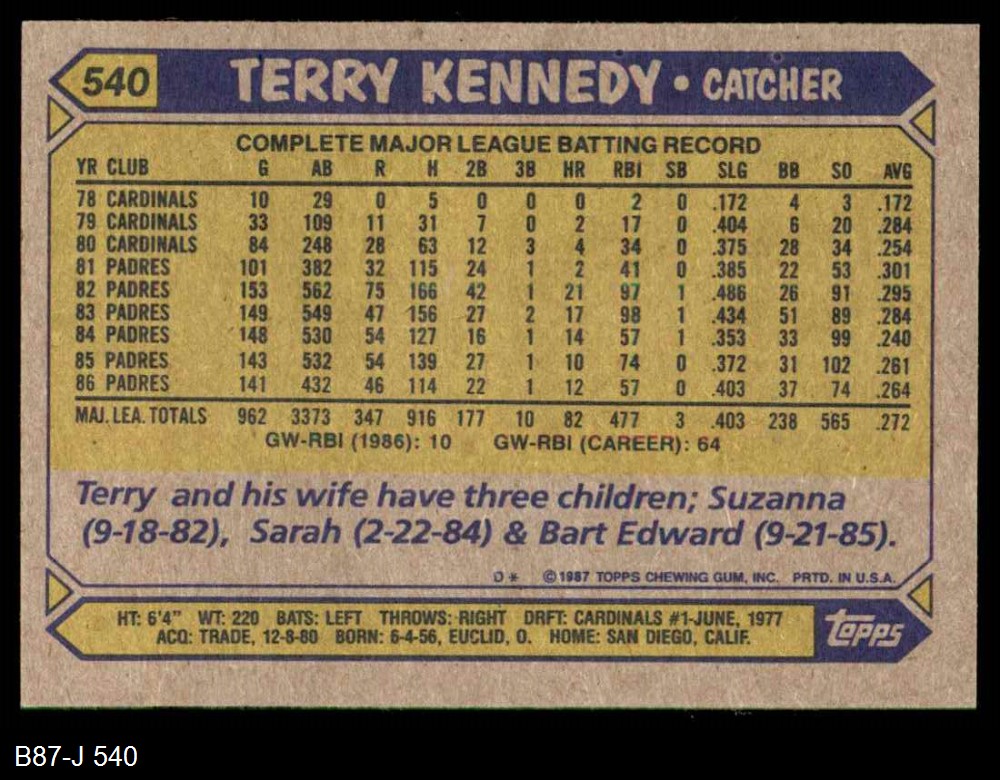 540 TERRY KENNEDY • CATCHER
COMPLETE MAJOR LEAGUE BATTING RECORD
YR CLUB G AB R H 2B 3B HR RBI SB SLG BB SO AVG
78 CARDINALS 10 29 0 5 0 0 0 2 0 .172 4 3 .172
79 CARDINALS 33 109 11 31 7 0 2 17 0 .404 6 20 .284
80 CARDINALS 84 248 28 63 12 3 4 34 0 .375 28 34 .254
81 PADRES 101 382 32 115 24 1 2 41 0 .385 22 53 .301
82 PADRES 153 562 75 166 42 1 21 97 1 .486 26 91 .295
83 PADRES 149 549 47 156 27 2 17 98 1 .434 51 89 .284
84 PADRES 148 530 54 127 16 1 14 57 1 .353 33 99 .240
85 PADRES 143 532 54 139 27 1 10 74 0 .372 31 102 .261
86 PADRES 141 432 46 114 22 1 12 57 0 .403 37 74 .264
MAJ. LEA. TOTALS 962 3373 347 916 177 10 82 477 3 .403 238 565 .272
GW-RBI (1986): 10 GW-RBI (CAREER): 64
Terry and his wife have three children; Suzanna
(9-18-82), Sarah (2-22-84) & Bart Edward (9-21-85).
D* ©1987 TOPPS CHEWING GUM, INC. PRTD. IN U.S.A.
HT: 6'4" WT: 220 BATS: LEFT THROWS: RIGHT DRFT: CARDINALS #1-JUNE, 1977
ACQ: TRADE, 12-8-80 BORN: 6-4-56, EUCLID, O. HOME: SAN DIEGO, CALIF.
topps
B87-J 540